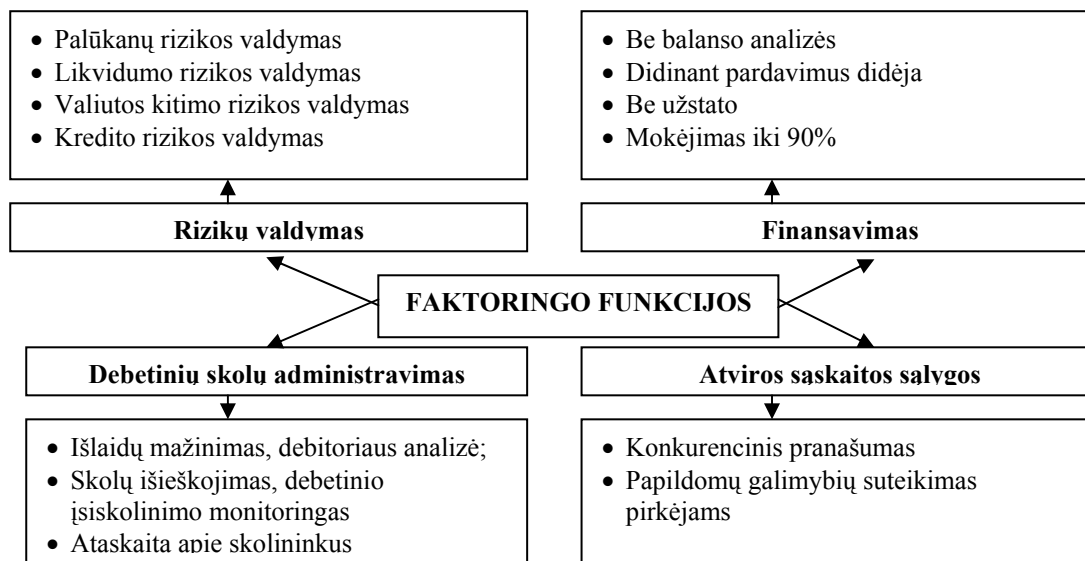 • Palūkanų rizikos valdymas
• Likvidumo rizikos valdymas
• Valiutos kitimo rizikos valdymas
• Kredito rizikos valdymas
• Be balanso analizės
• Didinant pardavimus didėja
• Be užstato
• Mokėjimas iki 90%
Rizikų valdymas
Finansavimas
FAKTORINGO FUNKCIJOS
Debetinių skolų administravimas
Atviros sąskaitos sąlygos
• Išlaidų mažinimas, debitoriaus analizė;
• Skolų išieškojimas, debetinio
įsiskolinimo monitoringas
• Ataskaita apie skolininkus
• Konkurencinis pranašumas
• Papildomų galimybių suteikimas
pirkėjams